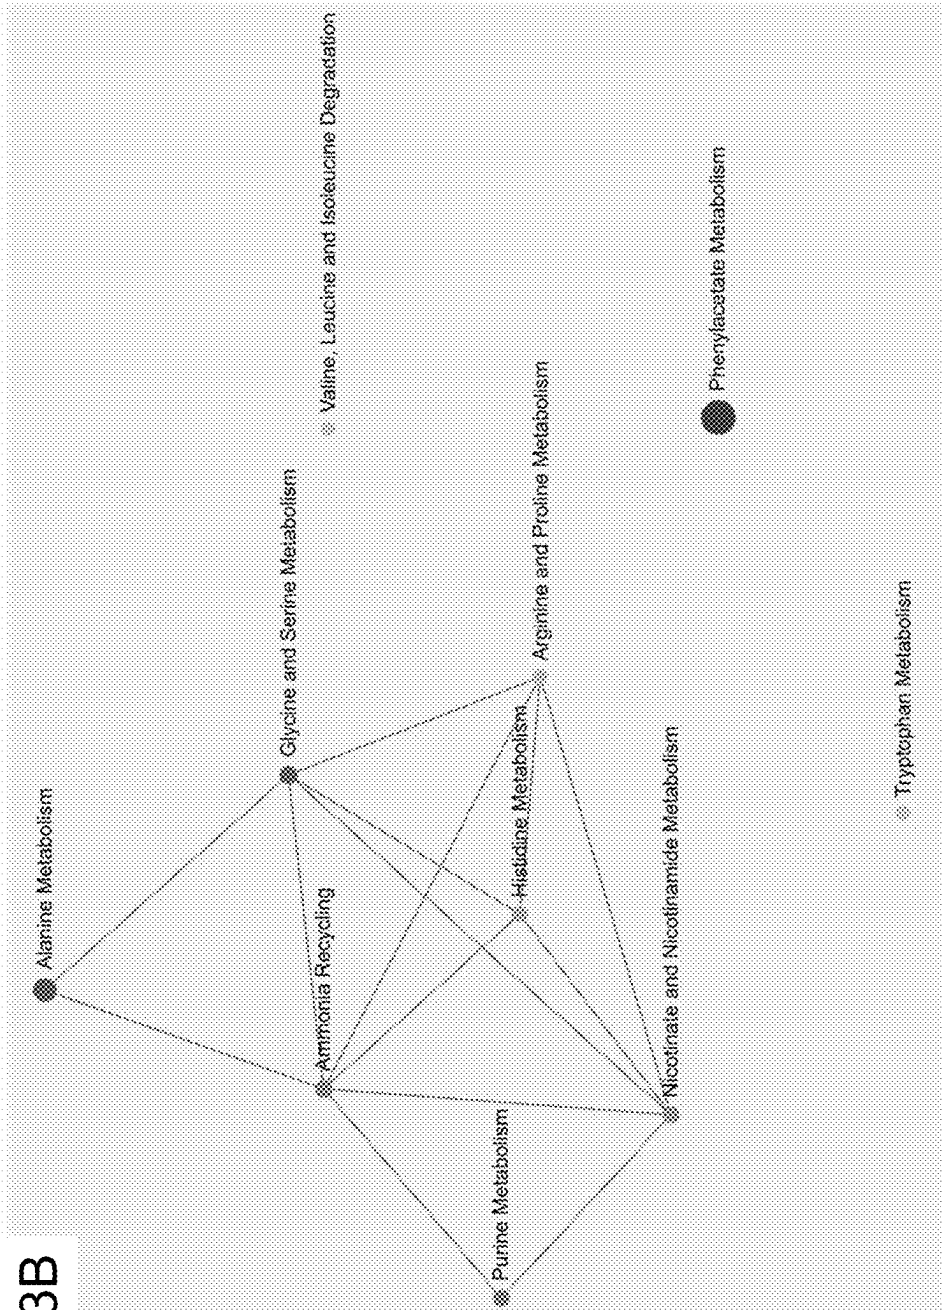 3B
Alanine Metabolism
Glycine and Serine Metabolism
Valine, Leucine and Isoleucine Degradation
Ammonia Recycling
Purine Metabolism
Histidine Metabolism
Arginine and Proline Metabolism
Nicotinate and Nicotinamide Metabolism
Phenylacetate Metabolism
Tryptophan Metabolism